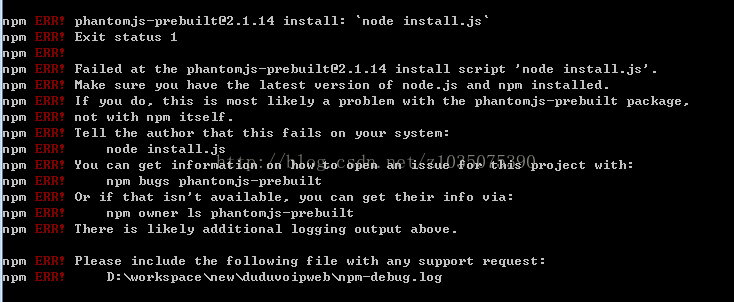 npm ERR! phantomjs-prebuilt@2.1.14 install: `node install.js`
npm ERR! Exit status 1
npm ERR!
npm ERR! Failed at the phantomjs-prebuilt@2.1.14 install script 'node install.js'.
npm ERR! Make sure you have the latest version of node.js and npm installed.
npm ERR! If you do, this is most likely a problem with the phantomjs-prebuilt package,
npm ERR! not with npm itself.
npm ERR! Tell the author that this fails on your system:
npm ERR!     node install.js
http://blog.csdn.net/z1035075390
npm ERR! You can get information on how to open an issue for this project with:
npm ERR!     npm bugs phantomjs-prebuilt
npm ERR! Or if that isn't available, you can get their info via:
npm ERR!     npm owner ls phantomjs-prebuilt
npm ERR! There is likely additional logging output above.
npm ERR! Please include the following file with any support request:
npm ERR!     D:\workspace\new\duduvoipweb\npm-debug.log